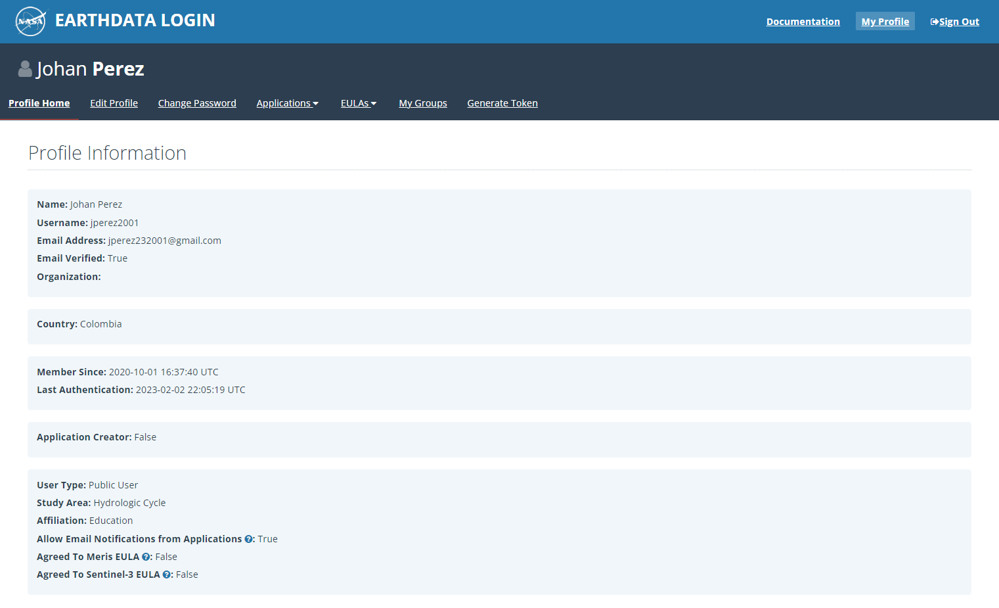 NASA EARTHDATA LOGIN
Documentation My Profile Sign Out
Johan Perez
Profile Home Edit Profile Change Password Applications EULAs My Groups Generate Token
Profile Information
Name: Johan Perez
Username: jperez2001
Email Address: jperez232001@gmail.com
Email Verified: True
Organization:
Country: Colombia
Member Since: 2020-10-01 16:37:40 UTC
Last Authentication: 2023-02-02 22:05:19 UTC
Application Creator: False
User Type: Public User
Study Area: Hydrologic Cycle
Affiliation: Education
Allow Email Notifications from Applications ?: True
Agreed To Meris EULA ?: False
Agreed To Sentinel-3 EULA ?: False